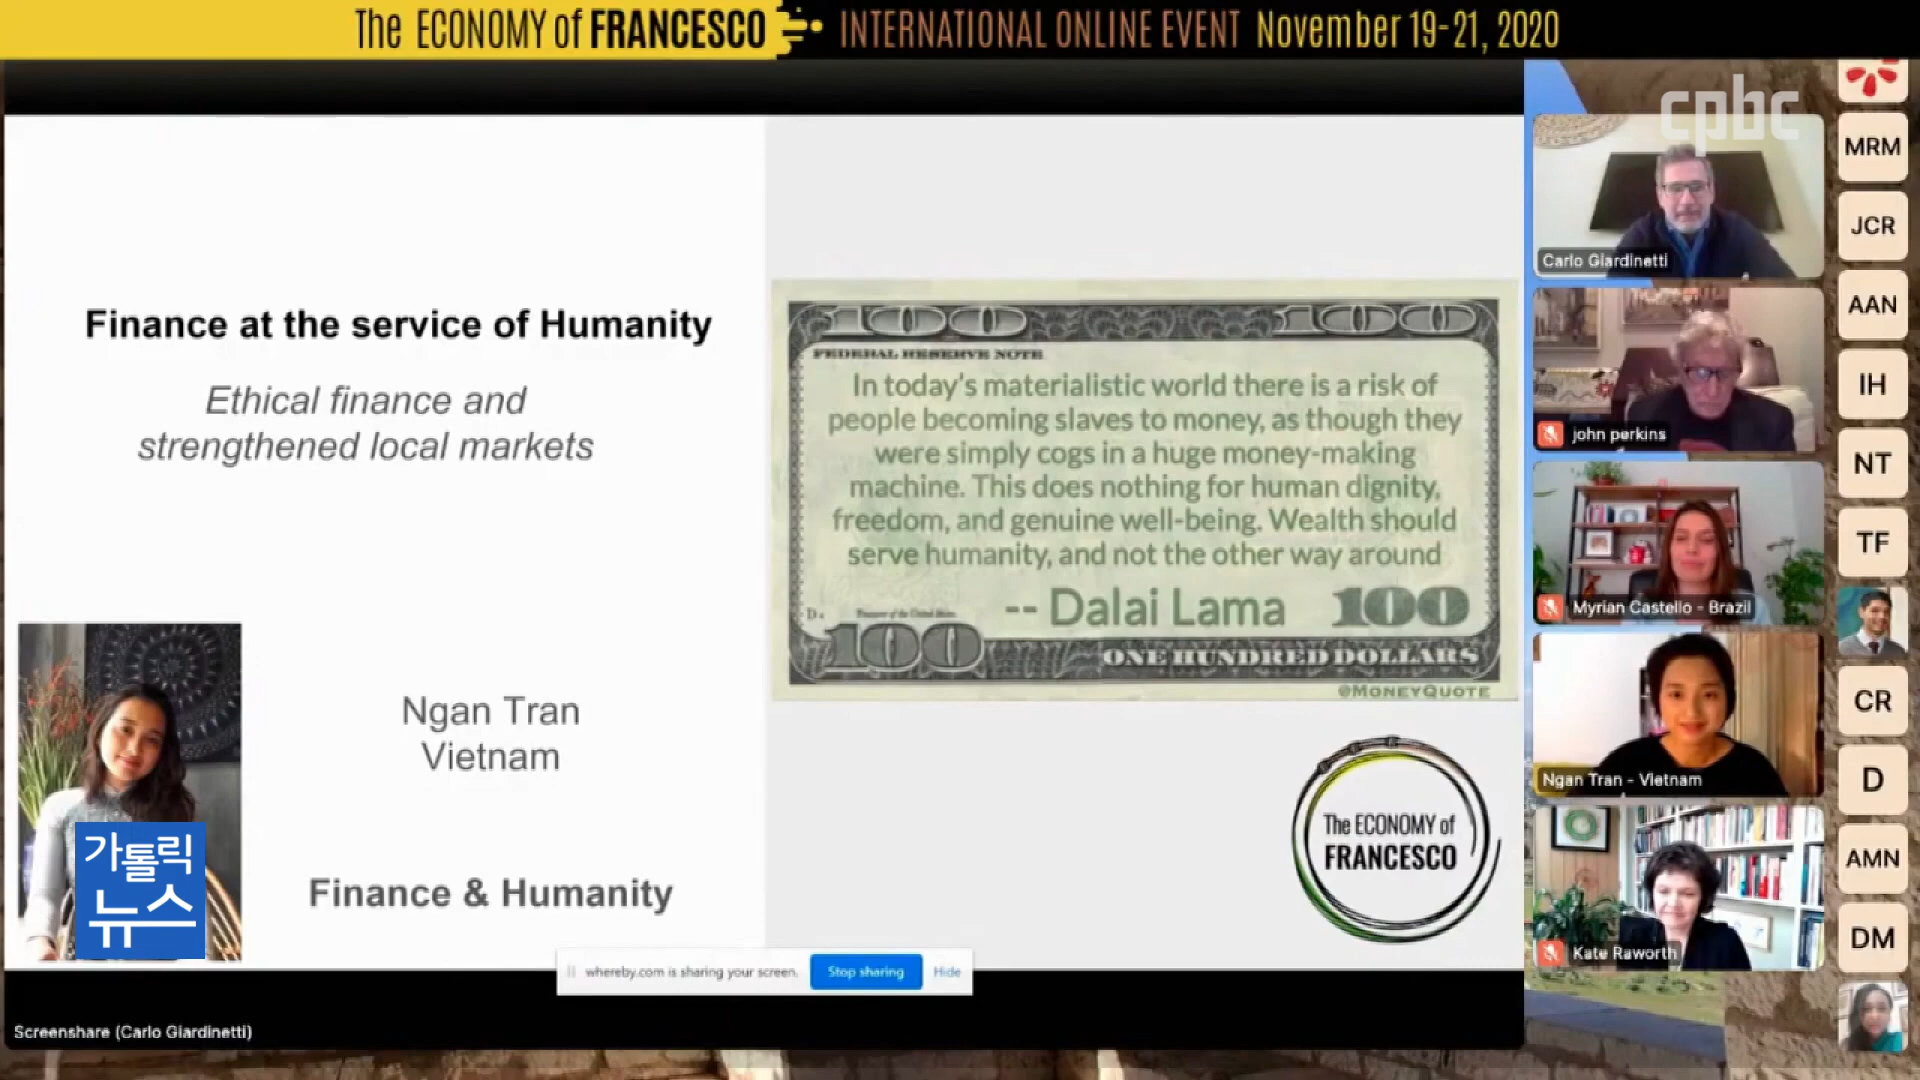 The ECONOMY of FRANCESCO INTERNATIONAL ONLINE EVENT November 19-21, 2020
cpbc
Finance at the service of Humanity
Ethical finance and
strengthened local markets
Ngan Tran
Vietnam
Finance & Humanity
가톨릭
뉴스
100 100
FEDERAL RESERVE NOTE
In today's materialistic world there is a risk of
people becoming slaves to money, as though they
were simply cogs in a huge money-making
machine. This does nothing for human dignity,
freedom, and genuine well-being. Wealth should
serve humanity, and not the other way around
-- Dalai Lama 100
100
ONE HUNDRED DOLLARS
@MONEYQUOTE
The ECONOMY of
FRANCESCO
whereby.com is sharing your screen. Stop sharing Hide
Screenshare (Carlo Giardinetti)
Carlo Giardinetti
john perkins
Myrian Castello - Brazil
Ngan Tran - Vietnam
Kate Raworth
MRM
JCR
AAN
IH
NT
TF
CR
D
AMN
DM